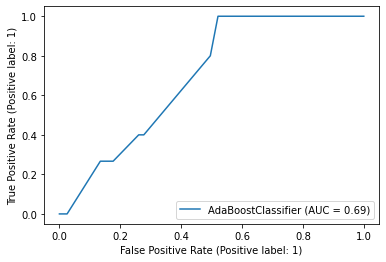 True Positive Rate (Positive label: 1)
1.0
0.8
0.6
0.4
0.2
0.0
AdaBoostClassifier (AUC = 0.69)
0.0 0.2 0.4 0.6 0.8 1.0
False Positive Rate (Positive label: 1)